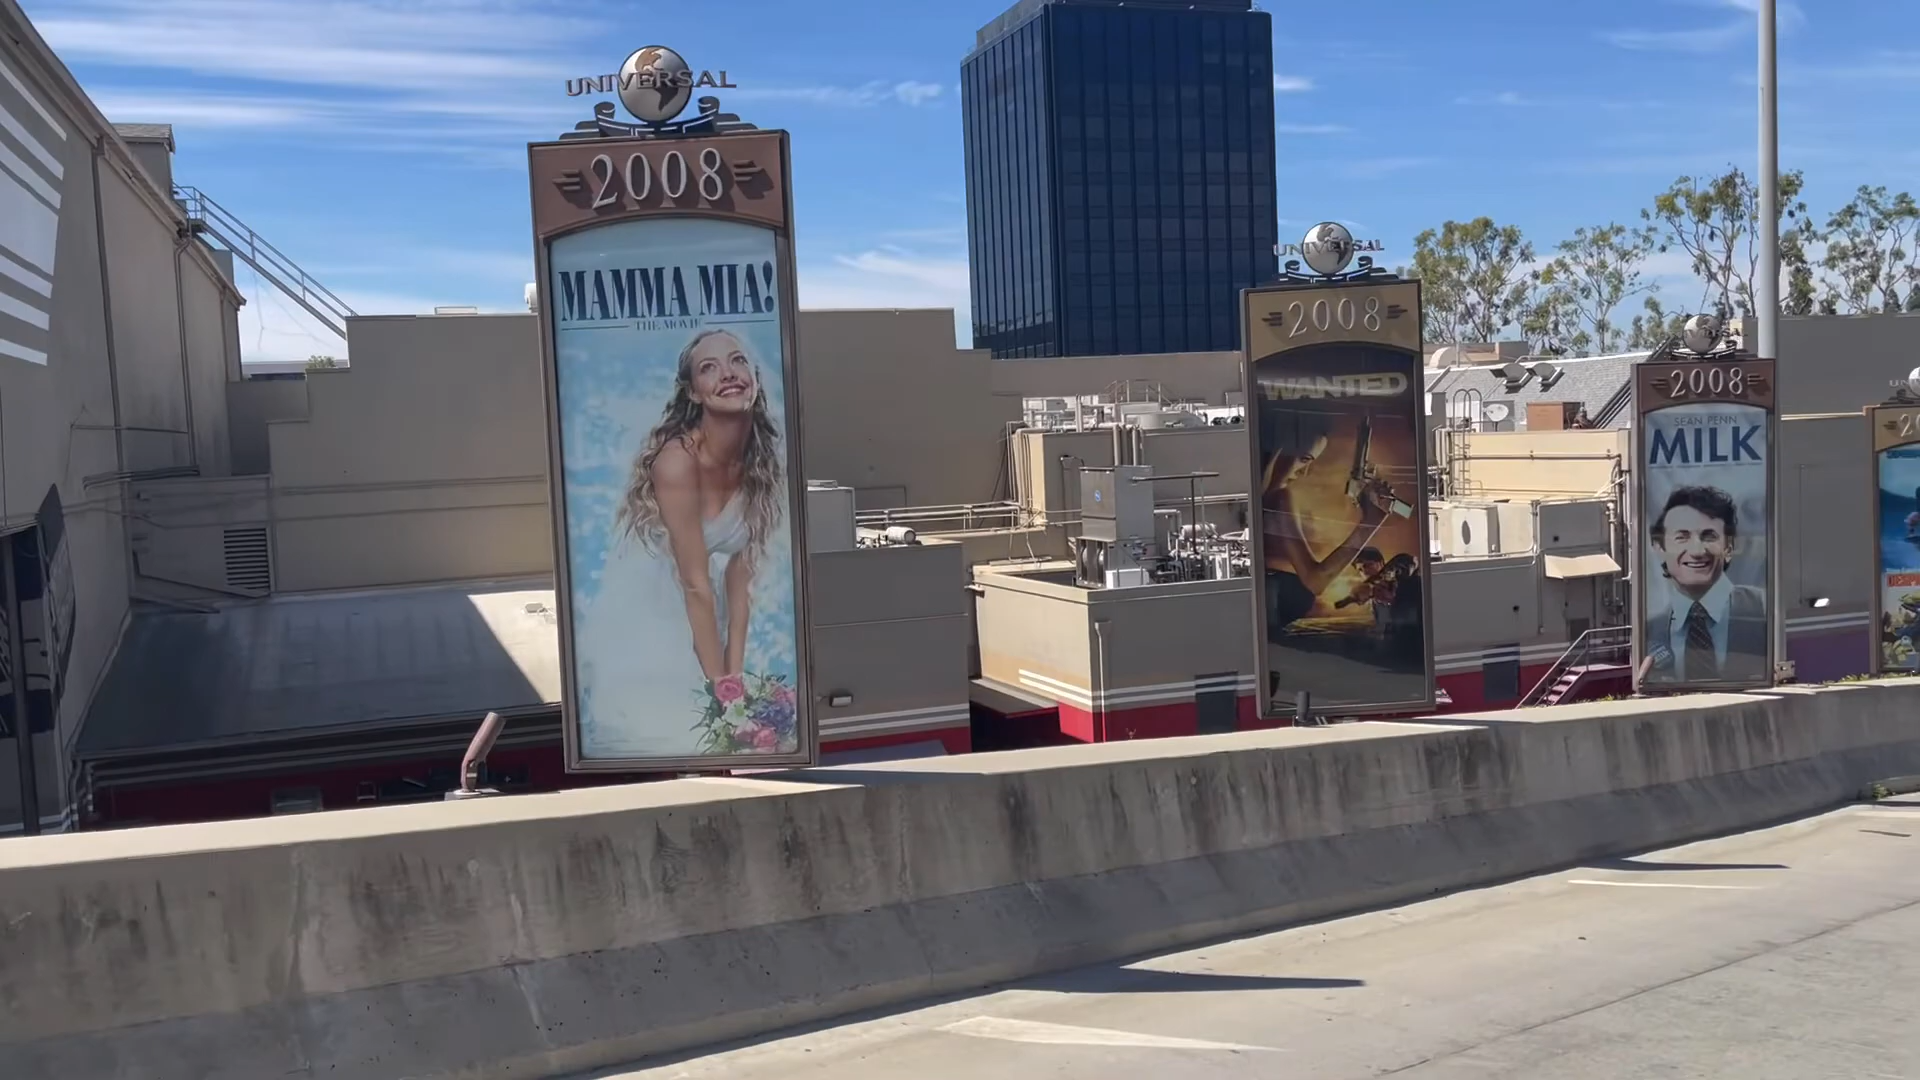 UNIVERSAL
2008
MAMMA MIA!
THE MOVIE
UNIVERSAL
2008
WANTED
2008
SEAN PENN
MILK